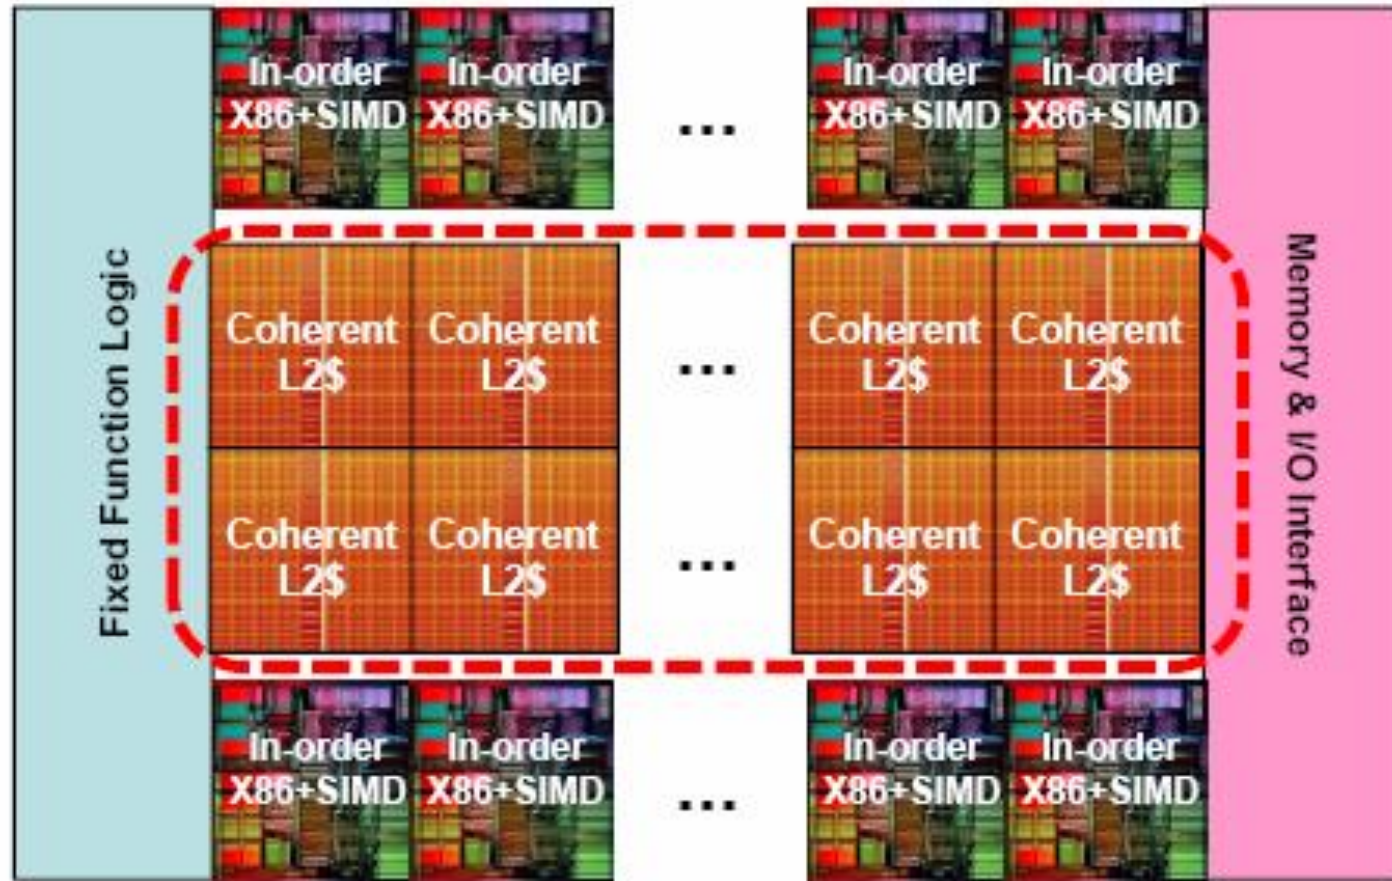 Fixed Function Logic
In-order
X86+SIMD
In-order
X86+SIMD
...
In-order
X86+SIMD
In-order
X86+SIMD
Coherent
L2$
Coherent
L2$
...
Coherent
L2$
Coherent
L2$
Coherent
L2$
Coherent
L2$
...
Coherent
L2$
Coherent
L2$
In-order
X86+SIMD
In-order
X86+SIMD
...
In-order
X86+SIMD
In-order
X86+SIMD
Memory & I/O Interface